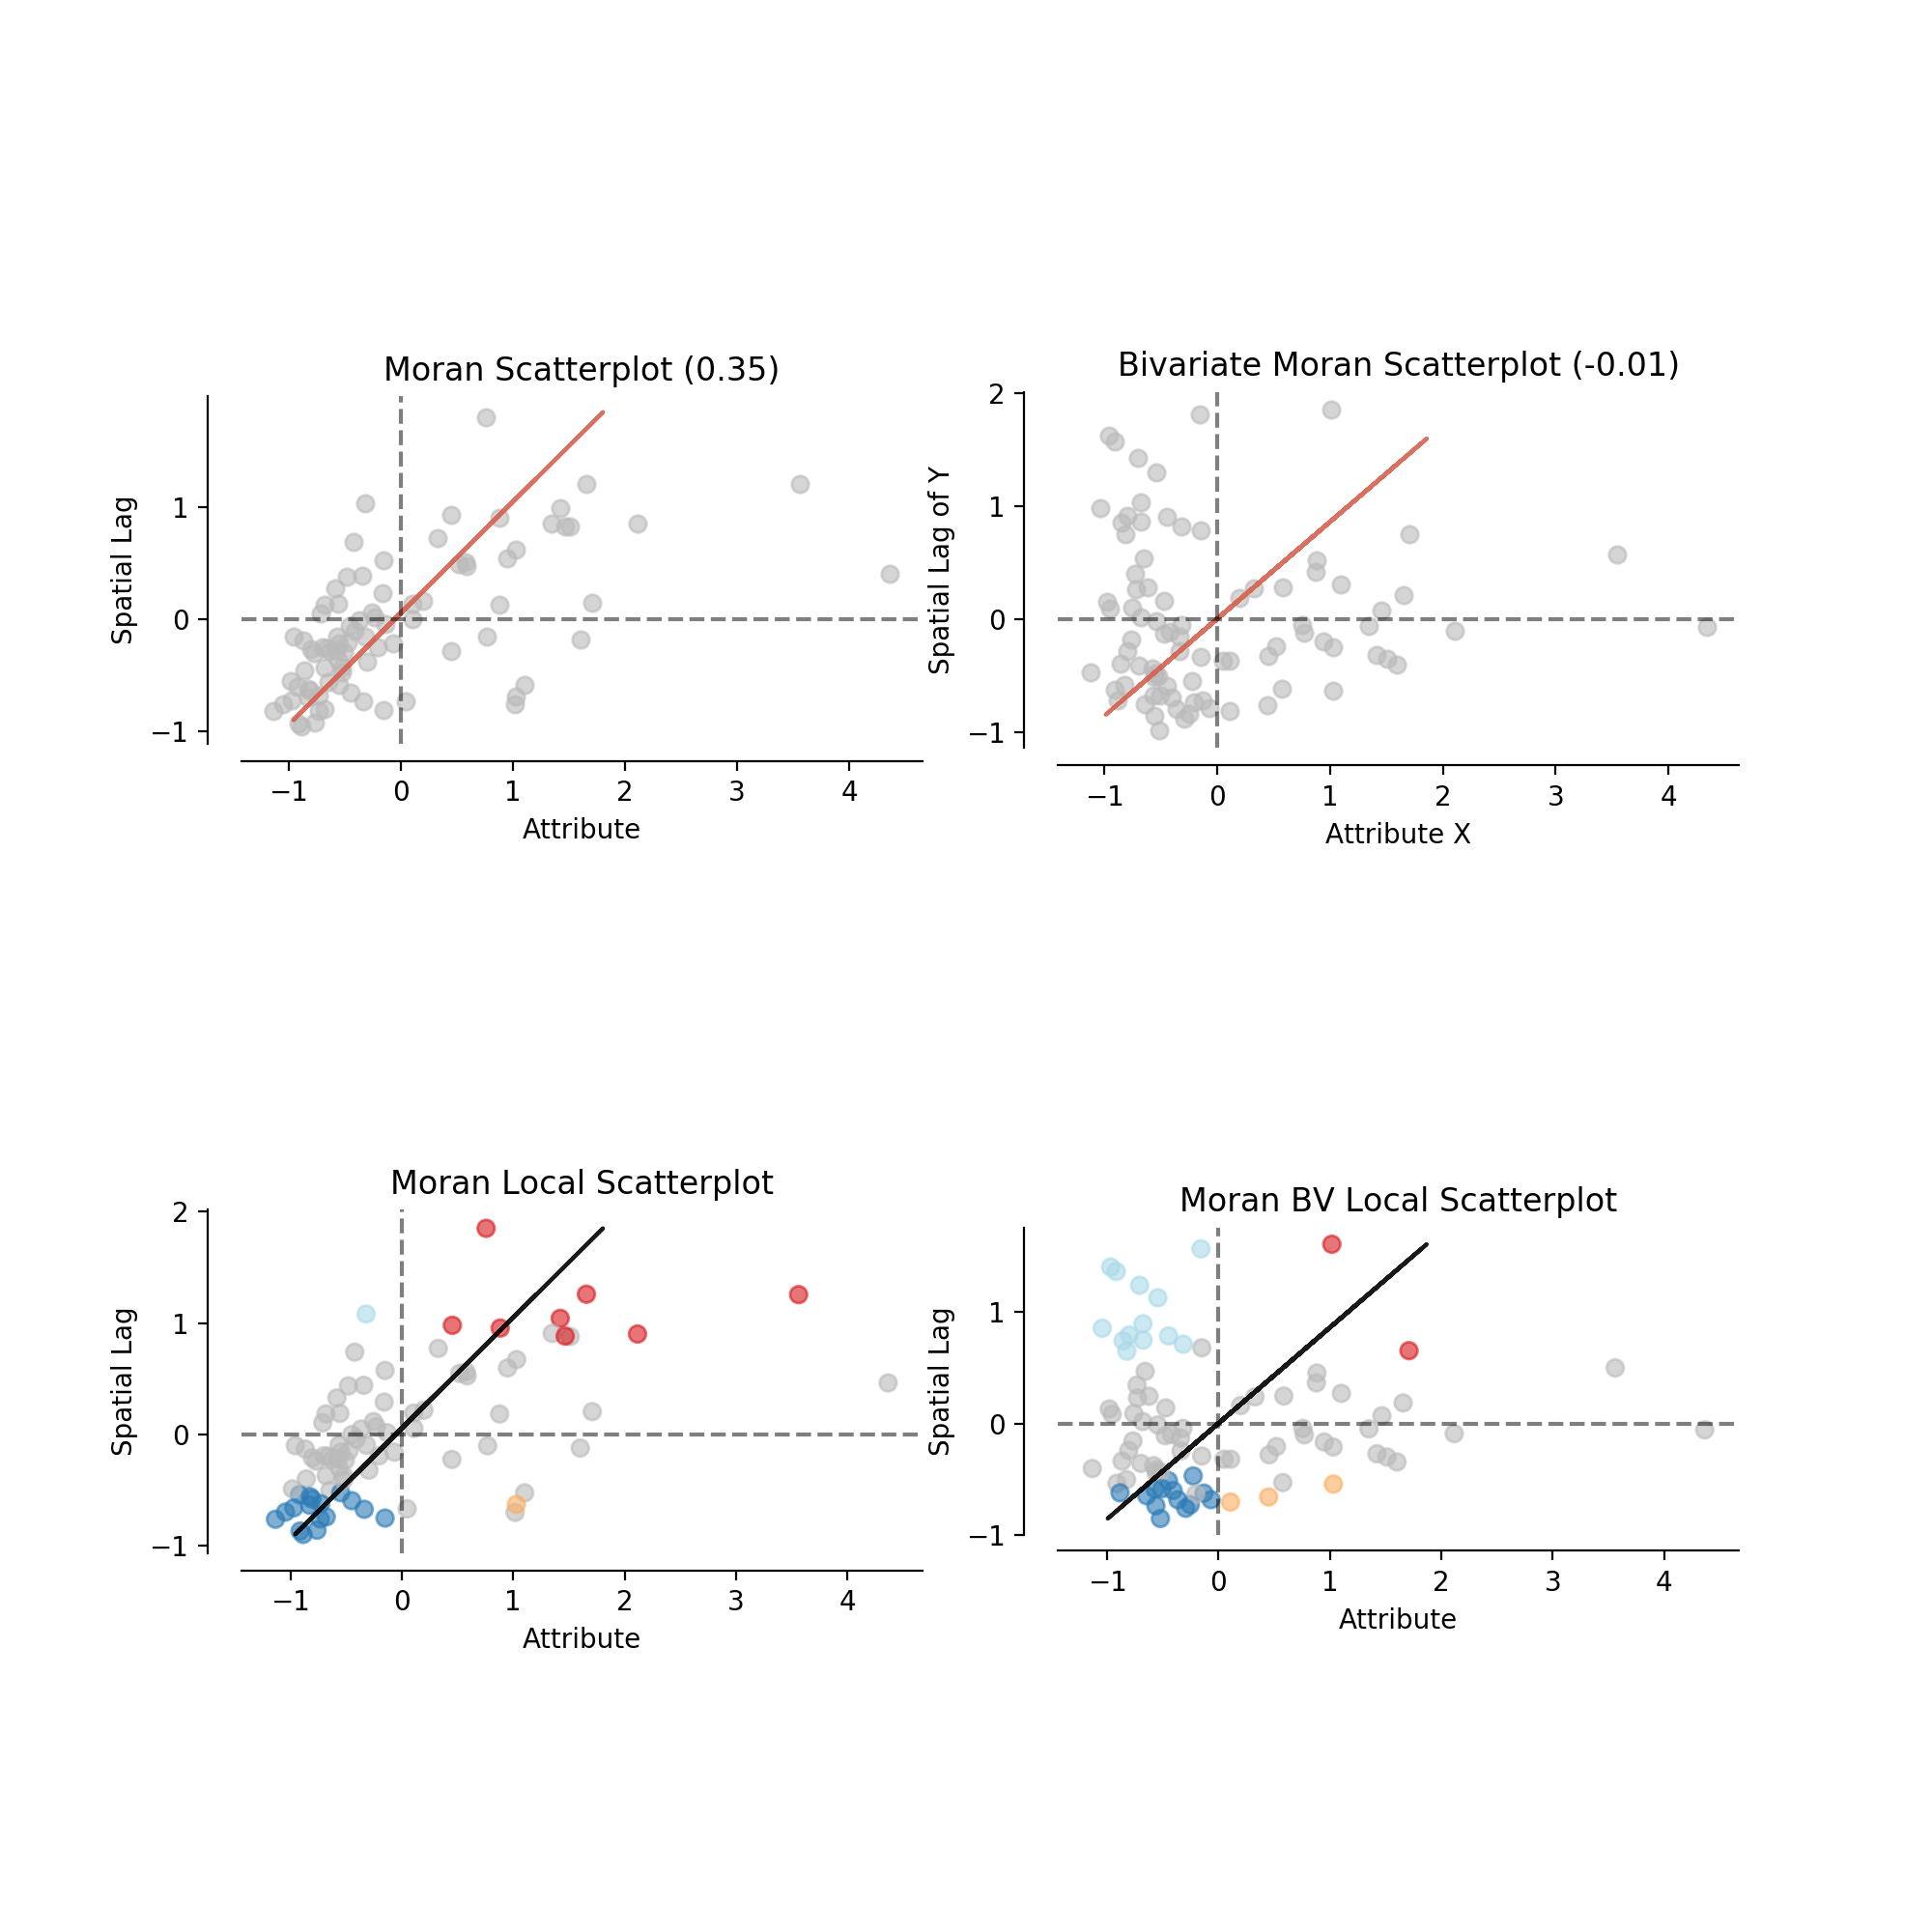 Moran Scatterplot (0.35)
Spatial Lag
1
0
−1
−1 0 1 2 3 4
Attribute
Bivariate Moran Scatterplot (-0.01)
Spatial Lag of Y
2
1
0
−1
−1 0 1 2 3 4
Attribute X
Moran Local Scatterplot
Spatial Lag
2
1
0
−1
−1 0 1 2 3 4
Attribute
Moran BV Local Scatterplot
Spatial Lag
1
0
−1
−1 0 1 2 3 4
Attribute